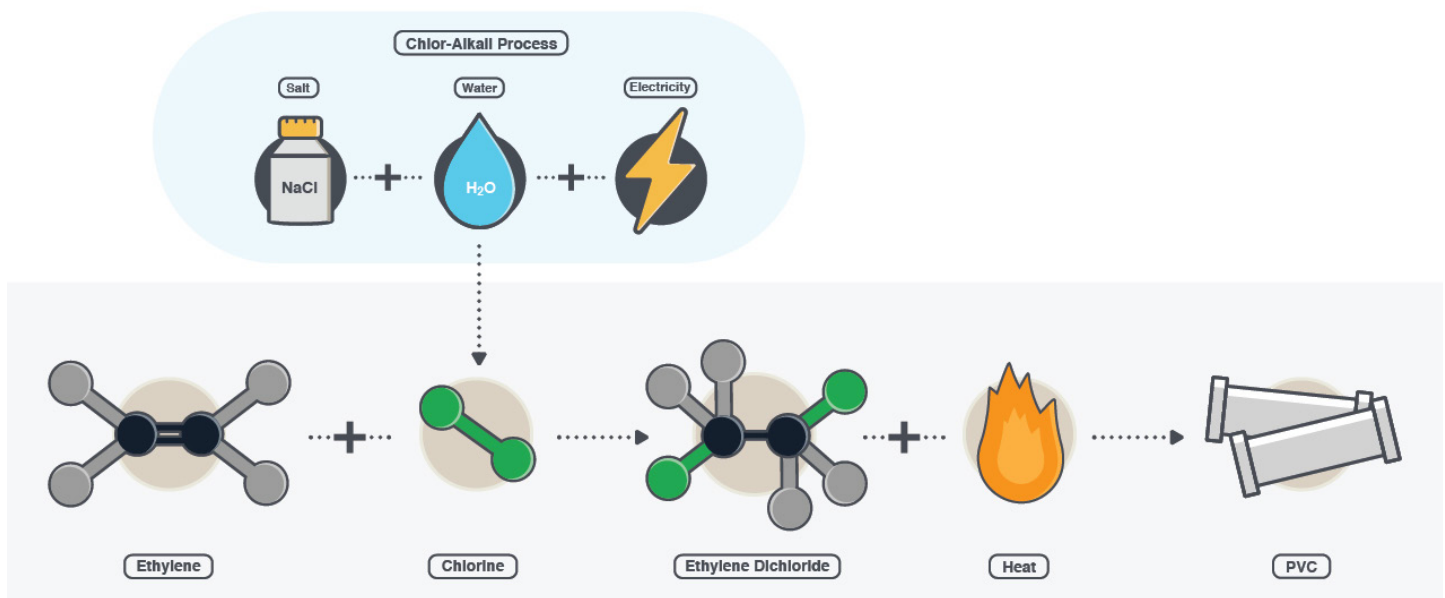 Chlor-Alkali Process
Salt
Water
Electricity
NaCl
H₂O
Ethylene
Chlorine
Ethylene Dichloride
Heat
PVC